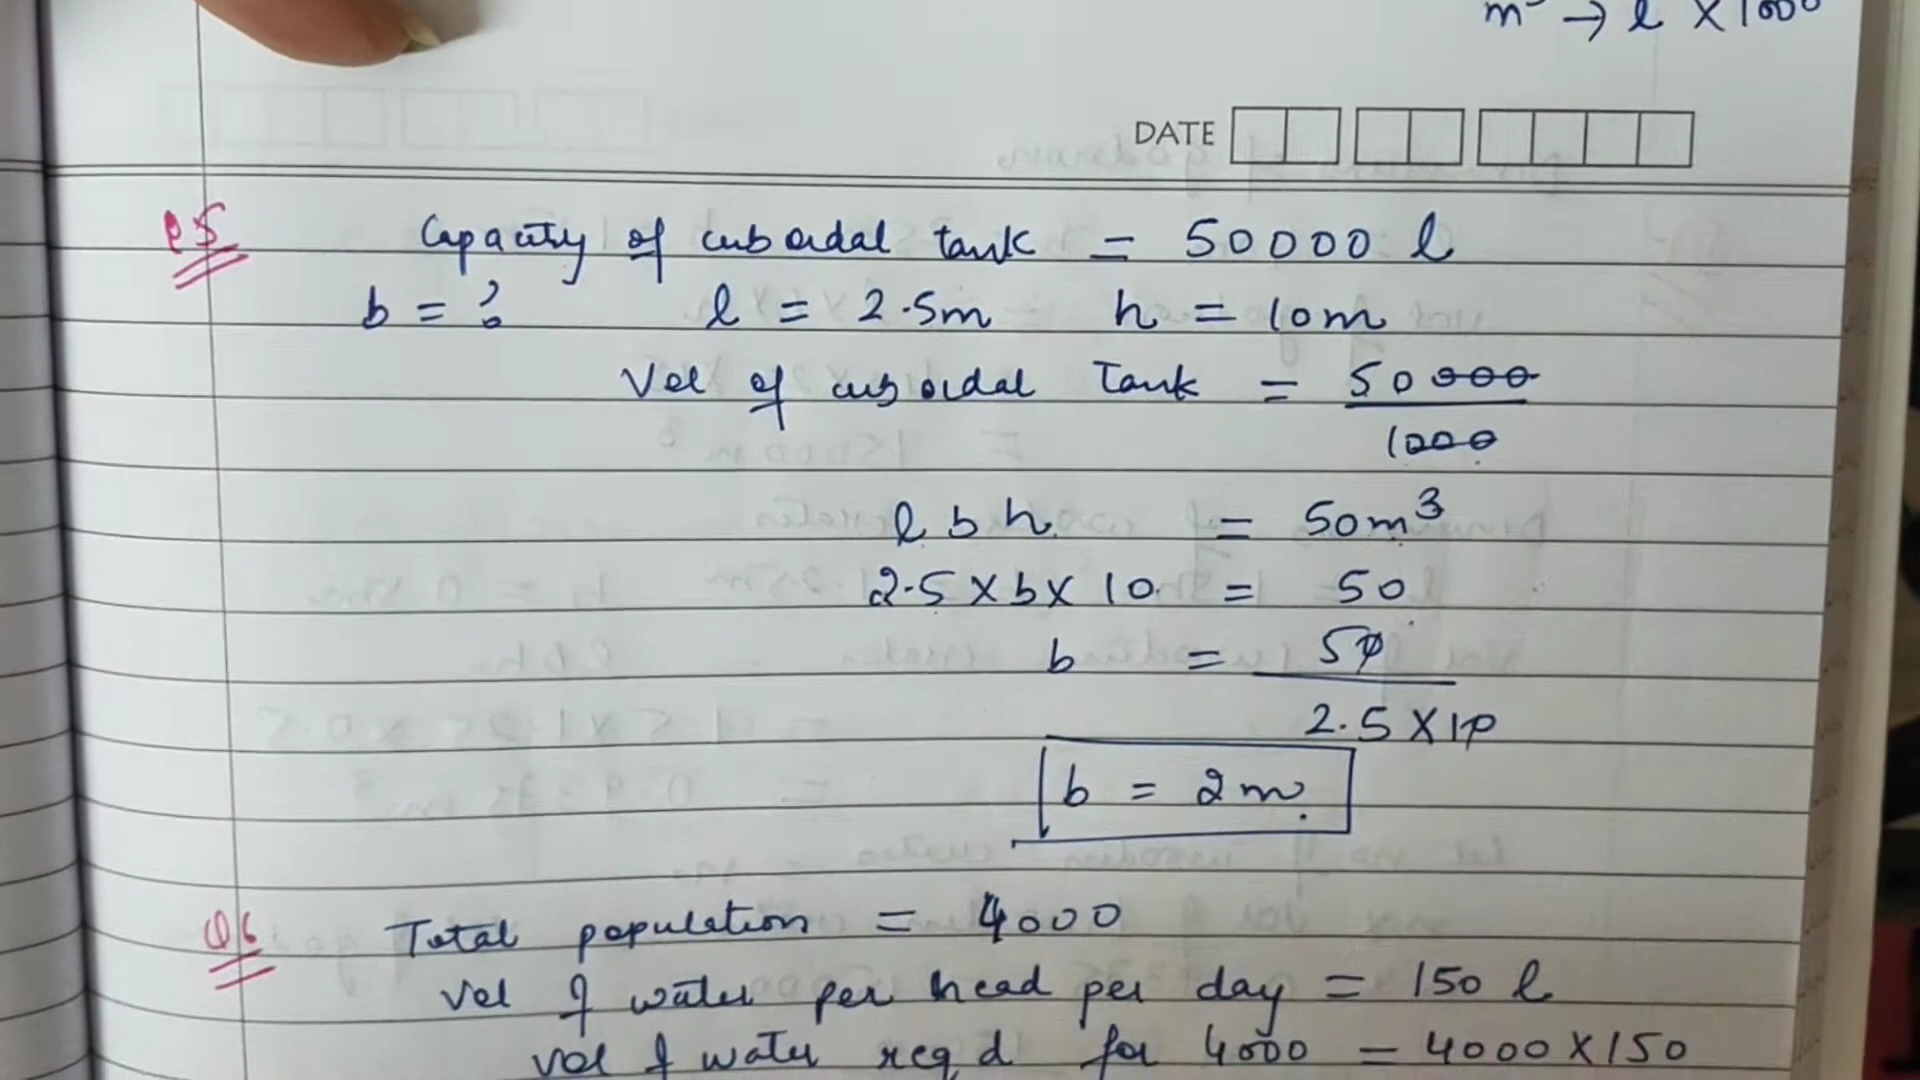 m³ → l X 1000
DATE
Q5
Capacity of cuboidal tank = 50000 l
b = ? l = 2.5m h = 10m
Vol of cuboidal Tank = 50000
1000
l b h = 50m³
2.5 X b X 10 = 50
b = 50
2.5 X 10
b = 2m
Q6 Total population = 4000
Vol of water per head per day = 150 l
Vol of water reqd for 4000 = 4000 X 150